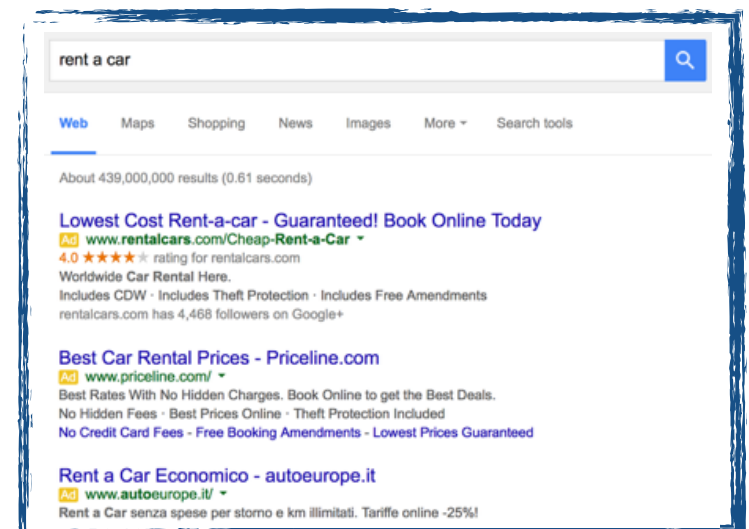 rent a car
Web Maps Shopping News Images More Search tools
About 439,000,000 results (0.61 seconds)
Lowest Cost Rent-a-car - Guaranteed! Book Online Today
Ad www.rentalcars.com/Cheap-Rent-a-Car
4.0 ★★★★★ rating for rentalcars.com
Worldwide Car Rental Here.
Includes CDW · Includes Theft Protection · Includes Free Amendments
rentalcars.com has 4,468 followers on Google+
Best Car Rental Prices - Priceline.com
Ad www.priceline.com/
Best Rates With No Hidden Charges. Book Online to get the Best Deals.
No Hidden Fees · Best Prices Online · Theft Protection Included
No Credit Card Fees - Free Booking Amendments - Lowest Prices Guaranteed
Rent a Car Economico - autoeurope.it
Ad www.autoeurope.it/
Rent a Car senza spese per storno e km illimitati. Tariffe online -25%!